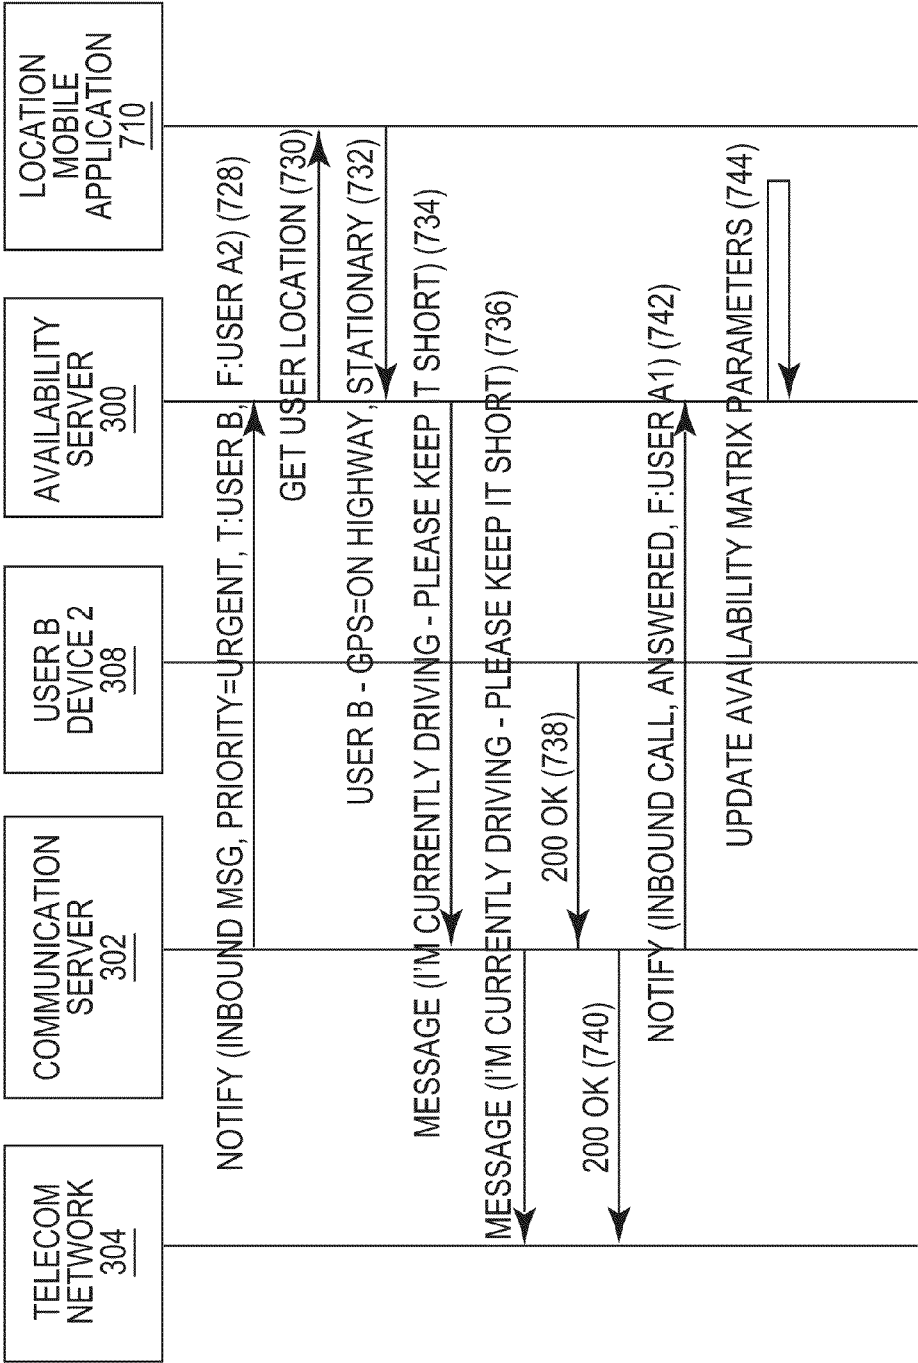 TELECOM
NETWORK
304
COMMUNICATION
SERVER
302
USER B
DEVICE 2
308
AVAILABILITY
SERVER
300
LOCATION
MOBILE
APPLICATION
710
NOTIFY (INBOUND MSG, PRIORITY=URGENT, T:USER B, F:USER A2) (728)
GET USER LOCATION (730)
USER B - GPS=ON HIGHWAY, STATIONARY (732)
MESSAGE (I'M CURRENTLY DRIVING - PLEASE KEEP T SHORT) (734)
MESSAGE (I'M CURRENTLY DRIVING - PLEASE KEEP IT SHORT) (736)
200 OK (738)
200 OK (740)
NOTIFY (INBOUND CALL, ANSWERED, F:USER A1) (742)
UPDATE AVAILABILITY MATRIX PARAMETERS (744)